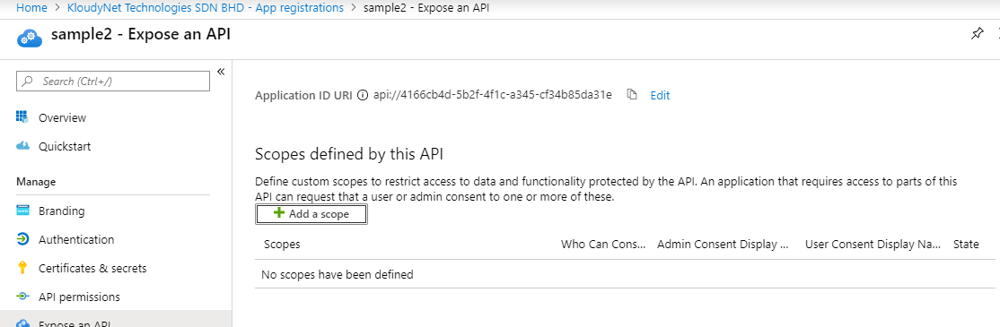 Home > KloudyNet Technologies SDN BHD - App registrations > sample2 - Expose an API
sample2 - Expose an API
Search (Ctrl+/)
Overview
Quickstart
Manage
Branding
Authentication
Certificates & secrets
API permissions
Expose an API
Application ID URI api://4166cb4d-5b2f-4f1c-a345-cf34b85da31e Edit
Scopes defined by this API
Define custom scopes to restrict access to data and functionality protected by the API. An application that requires access to parts of this
API can request that a user or admin consent to one or more of these.
Add a scope
Scopes Who Can Cons... Admin Consent Display ... User Consent Display Na... State
No scopes have been defined